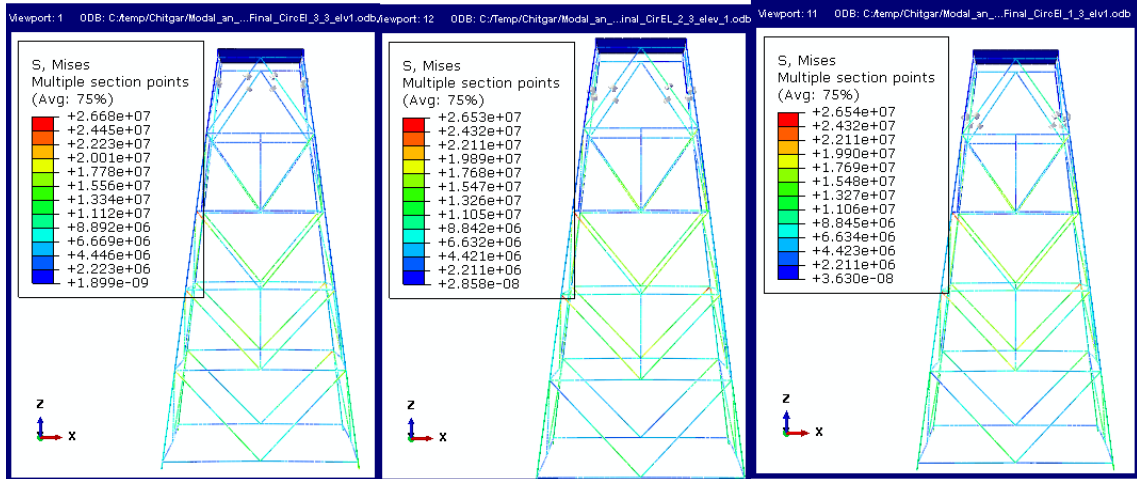 Viewport: 1 ODB: C:/temp/Chitgar/Modal_an_...Final_CircEl_3_3_elv1.odb
S, Mises
Multiple section points
(Avg: 75%)
+2.668e+07
+2.445e+07
+2.223e+07
+2.001e+07
+1.778e+07
+1.556e+07
+1.334e+07
+1.112e+07
+8.892e+06
+6.669e+06
+4.446e+06
+2.223e+06
+1.899e-09
Z
X
Viewport: 12 ODB: C:/Temp/Chitgar/Modal_an_...inal_CirEL_2_3_elev_1.odb
S, Mises
Multiple section points
(Avg: 75%)
+2.653e+07
+2.432e+07
+2.211e+07
+1.989e+07
+1.768e+07
+1.547e+07
+1.326e+07
+1.105e+07
+8.842e+06
+6.632e+06
+4.421e+06
+2.211e+06
+2.858e-08
Z
X
Viewport: 11 ODB: C:/Temp/Chitgar/Modal_an_...Final_CircEl_1_3_elv1.odb
S, Mises
Multiple section points
(Avg: 75%)
+2.654e+07
+2.432e+07
+2.211e+07
+1.990e+07
+1.769e+07
+1.548e+07
+1.327e+07
+1.106e+07
+8.845e+06
+6.634e+06
+4.423e+06
+2.211e+06
+3.630e-08
Z
X